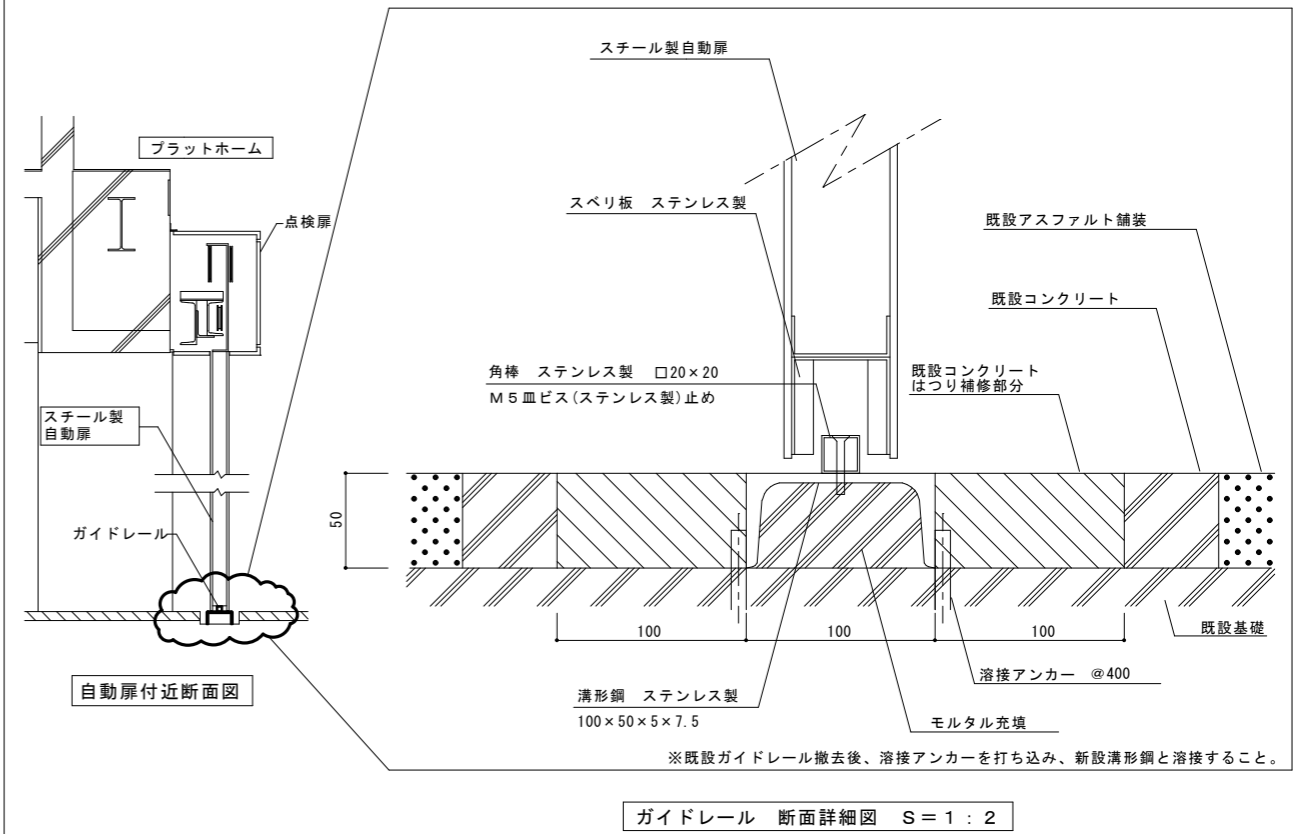 プラットホーム
点検扉
スチール製
自動扉
ガイドレール
自動扉付近断面図
スチール製自動扉
スベリ板 ステンレス製
角棒 ステンレス製 □20×20
M5皿ビス(ステンレス製)止め
既設アスファルト舗装
既設コンクリート
既設コンクリート
はつり補修部分
50
100
100
100
既設基礎
溶接アンカー @400
溝形鋼 ステンレス製
100×50×5×7.5
モルタル充填
※既設ガイドレール撤去後、溶接アンカーを打ち込み、新設溝形鋼と溶接すること。
ガイドレール 断面詳細図 S=1:2